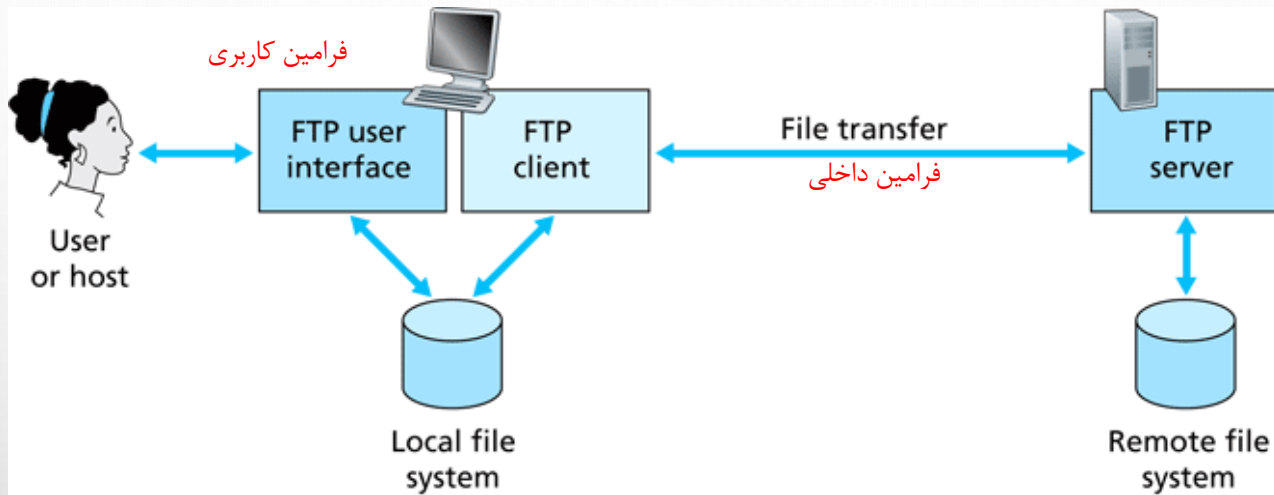 فرامین کاربری
FTP user
interface
FTP
client
File transfer
فرامین داخلی
FTP
server
User
or host
Local file
system
Remote file
system